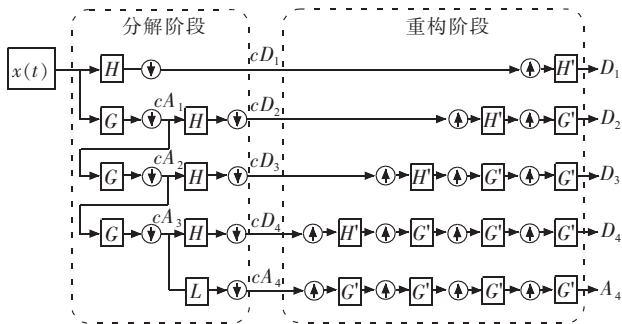 分解阶段 重构阶段
x(t) H cD₁ H' D₁
G cA₁ H cD₂ H' G' D₂
G cA₂ H cD₃ H' G' G' D₃
G cA₃ H cD₄ H' G' G' G' D₄
L cA₄ G' G' G' G' A₄